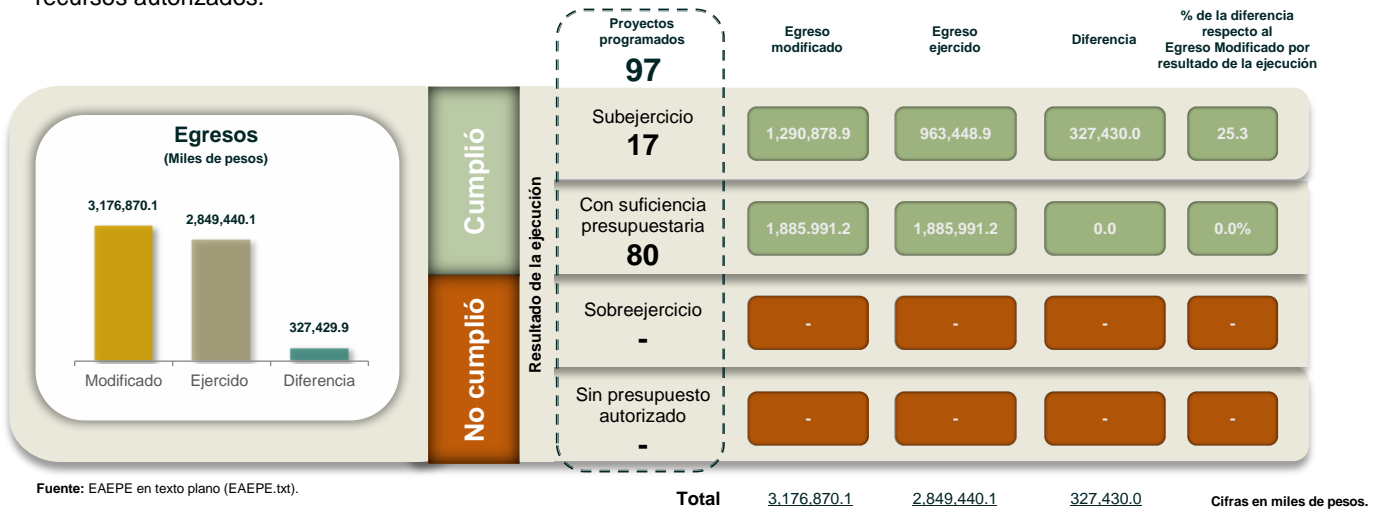 recursos autorizados.
Proyectos
programados
97
Egreso
modificado
Egreso
ejercido
Diferencia
% de la diferencia
respecto al
Egreso Modificado por
resultado de la ejecución
Egresos
(Miles de pesos)
3,176,870.1
2,849,440.1
327,429.9
Modificado
Ejercido
Diferencia
Cumplió
No cumplió
Resultado de la ejecución
Subejercicio
17
1,290,878.9
963,448.9
327,430.0
25.3
Con suficiencia
presupuestaria
80
1,885.991.2
1,885,991.2
0.0
0.0%
Sobreejercicio
-
-
-
-
-
Sin presupuesto
autorizado
-
-
-
-
-
Fuente: EAEPE en texto plano (EAEPE.txt).
Total
3,176,870.1
2,849,440.1
327,430.0
Cifras en miles de pesos.